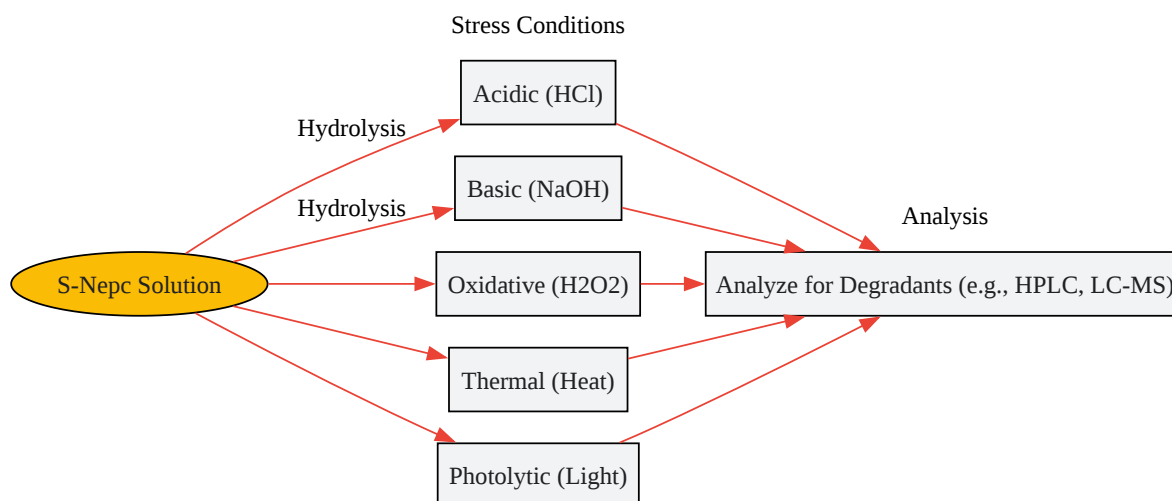 Stress Conditions
Acidic (HCl)
Hydrolysis
Basic (NaOH)
Hydrolysis
Analysis
S-Nepc Solution
Oxidative (H2O2)
Analyze for Degradants (e.g., HPLC, LC-MS)
Thermal (Heat)
Photolytic (Light)